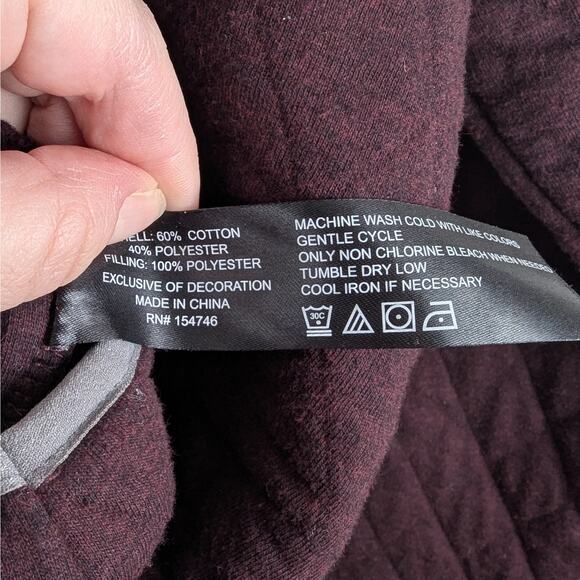 60% COTTON
40% POLYESTER
FILLING: 100% POLYESTER
EXCLUSIVE OF DECORATION
MADE IN CHINA
RN# 154746
MACHINE WASH COLD WITH LIKE COLORS
GENTLE CYCLE
ONLY NON CHLORINE BLEACH WHEN NEEDED
TUMBLE DRY LOW
COOL IRON IF NECESSARY
30C